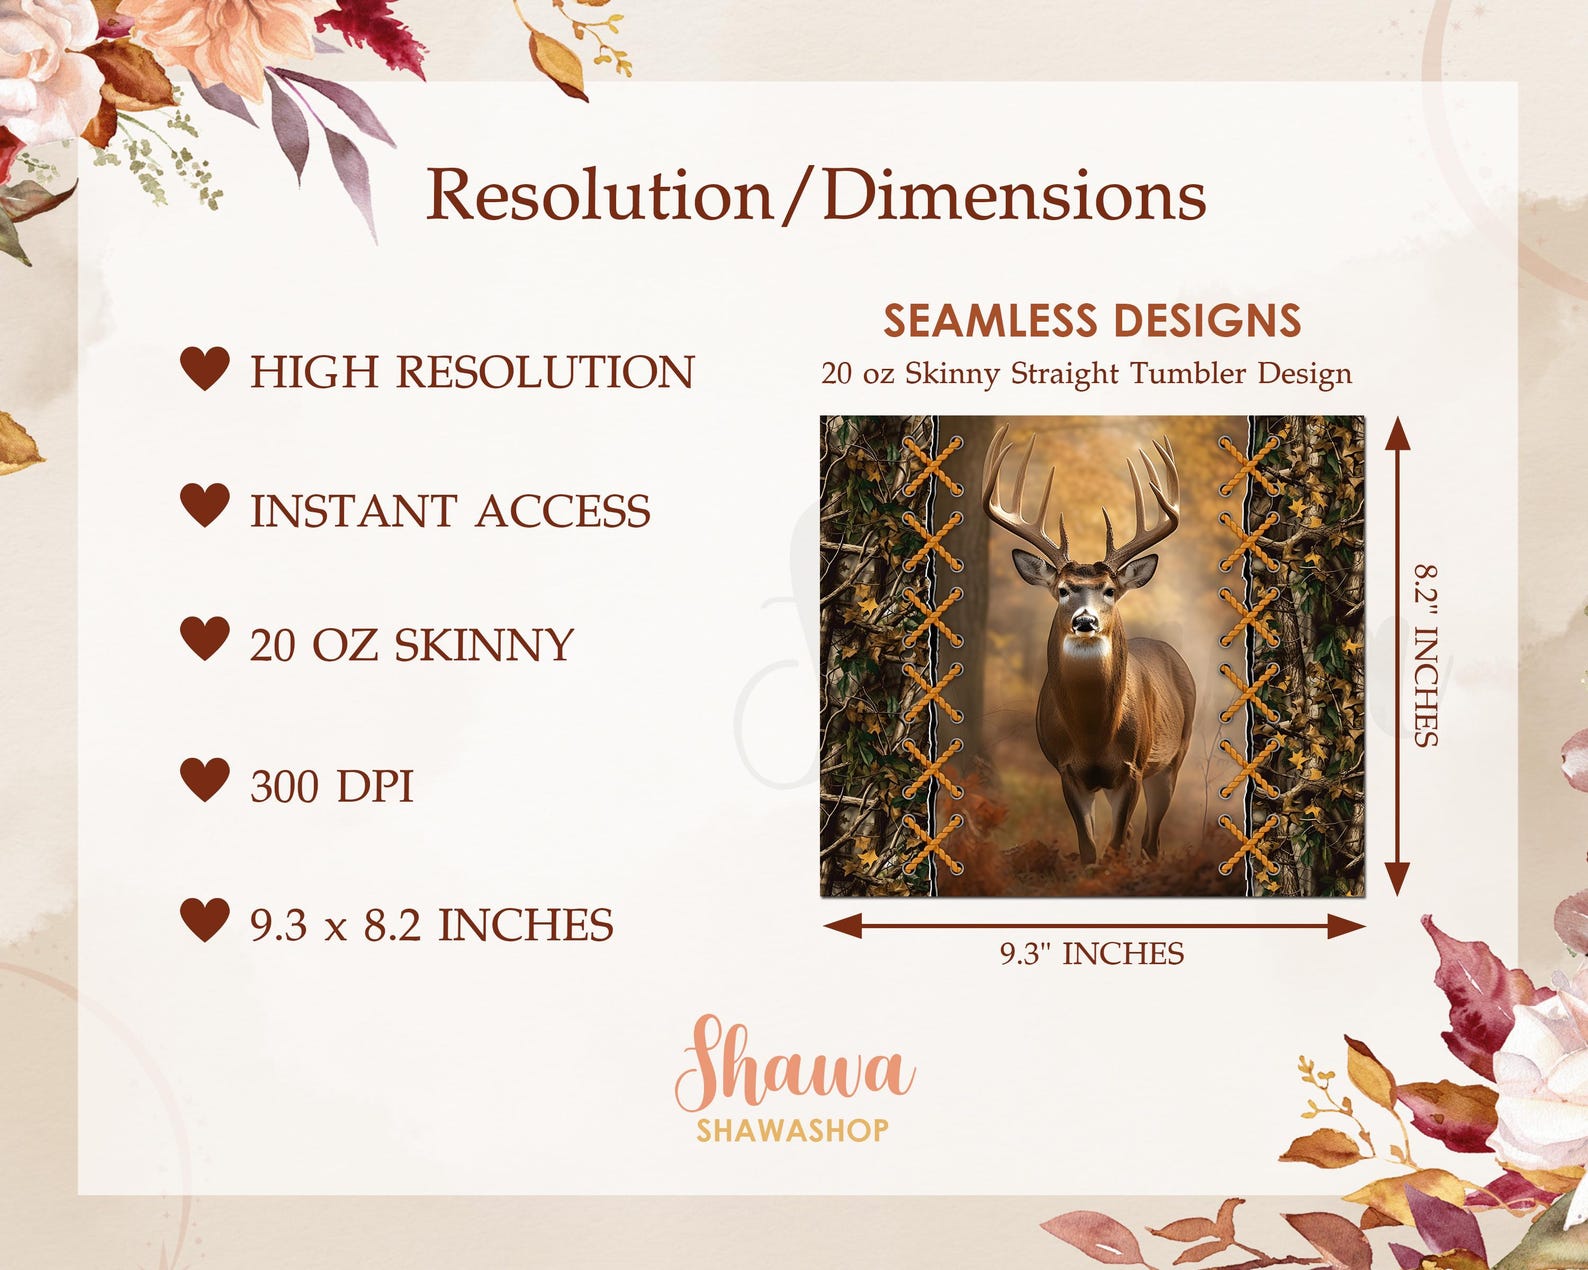 Resolution/Dimensions
HIGH RESOLUTION
INSTANT ACCESS
20 OZ SKINNY
300 DPI
9.3 x 8.2 INCHES
SEAMLESS DESIGNS
20 oz Skinny Straight Tumbler Design
8.2" INCHES
9.3" INCHES
Shawa
SHAWASHOP